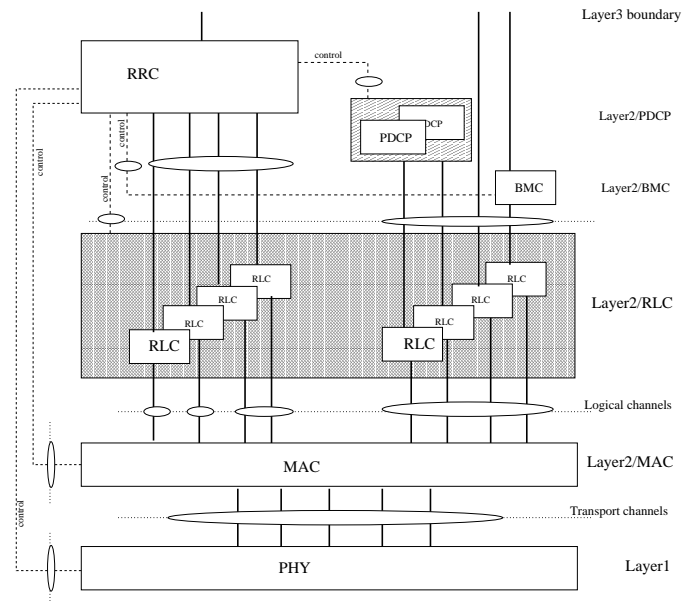 Layer3 boundary
control
RRC
Layer2/PDCP
DCP
PDCP
control
control
control
Layer2/BMC
BMC
RLC
RLC
RLC
RLC
RLC
RLC
RLC
RLC
Layer2/RLC
Logical channels
MAC
Layer2/MAC
control
Transport channels
PHY
Layer1